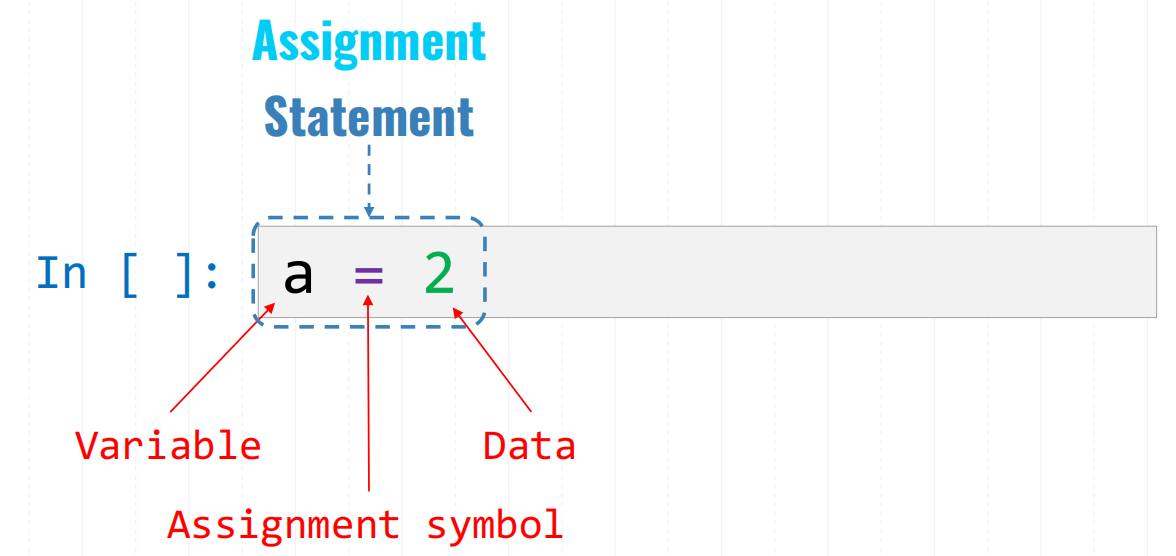 Assignment
Statement
In [ ]: a = 2
Variable
Data
Assignment symbol